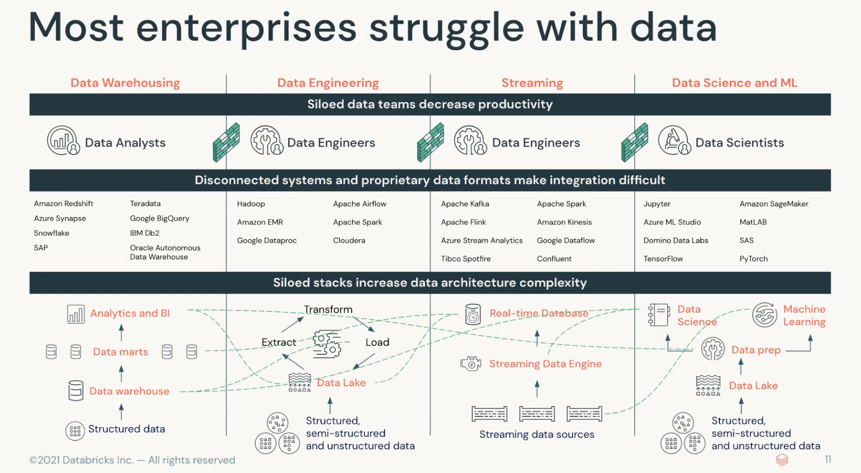 Most enterprises struggle with data
Data Warehousing
Data Engineering
Streaming
Data Science and ML
Siloed data teams decrease productivity
Data Analysts
Data Engineers
Data Engineers
Data Scientists
Disconnected systems and proprietary data formats make integration difficult
Amazon Redshift
Teradata
Azure Synapse
Google BigQuery
Snowflake
IBM Db2
SAP
Oracle Autonomous
Data Warehouse
Hadoop
Apache Airflow
Amazon EMR
Apache Spark
Google Dataproc
Cloudera
Apache Kafka
Apache Spark
Apache Flink
Amazon Kinesis
Azure Stream Analytics
Google Dataflow
Tibco Spotfire
Confluent
Jupyter
Amazon SageMaker
Azure ML Studio
MatLAB
Domino Data Labs
SAS
TensorFlow
PyTorch
Siloed stacks increase data architecture complexity
Analytics and BI
Data marts
Data warehouse
Structured data
Transform
Extract
Load
Data Lake
Structured,
semi-structured
and unstructured data
Real-time Database
Streaming Data Engine
Streaming data sources
Data
Science
Machine
Learning
Data prep
Data Lake
Structured,
semi-structured
and unstructured data
©2021 Databricks Inc. — All rights reserved
11